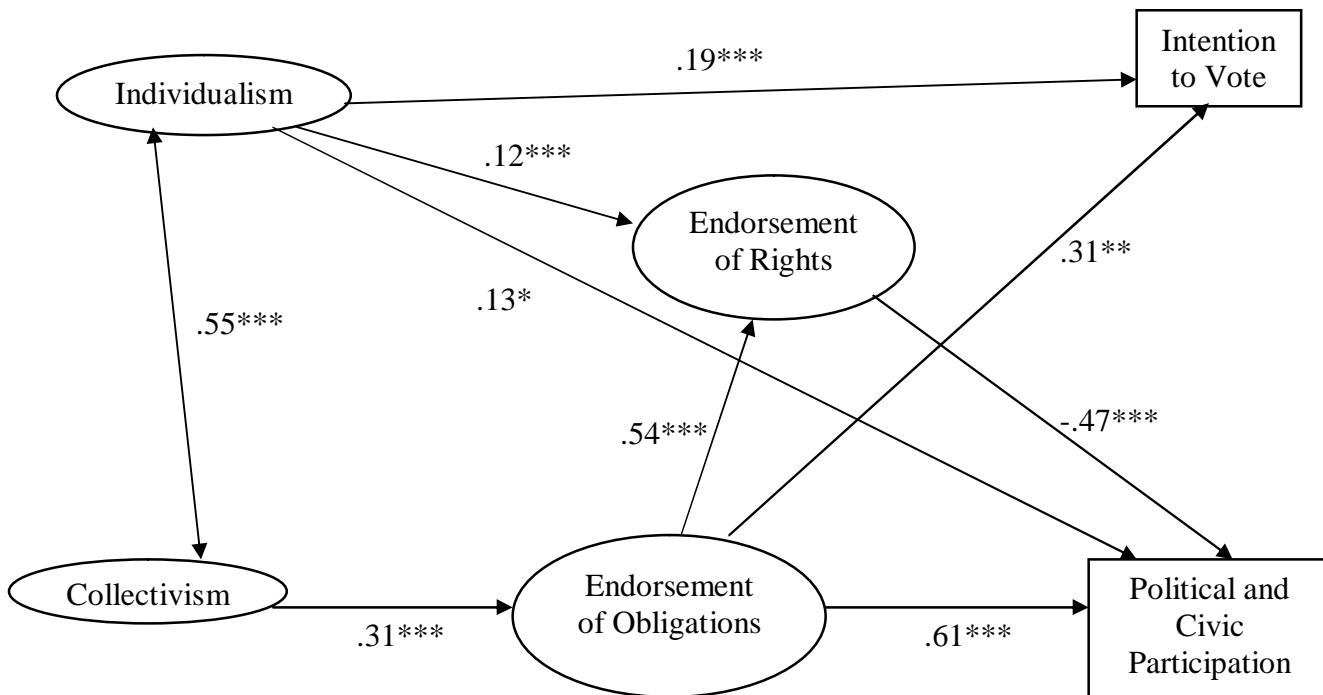 Intention
to Vote
.19***
Individualism
.12***
Endorsement
of Rights
.31**
.13*
.55***
-.47***
.54***
Endorsement
of Obligations
Political and
Civic
Participation
Collectivism
.31***
.61***